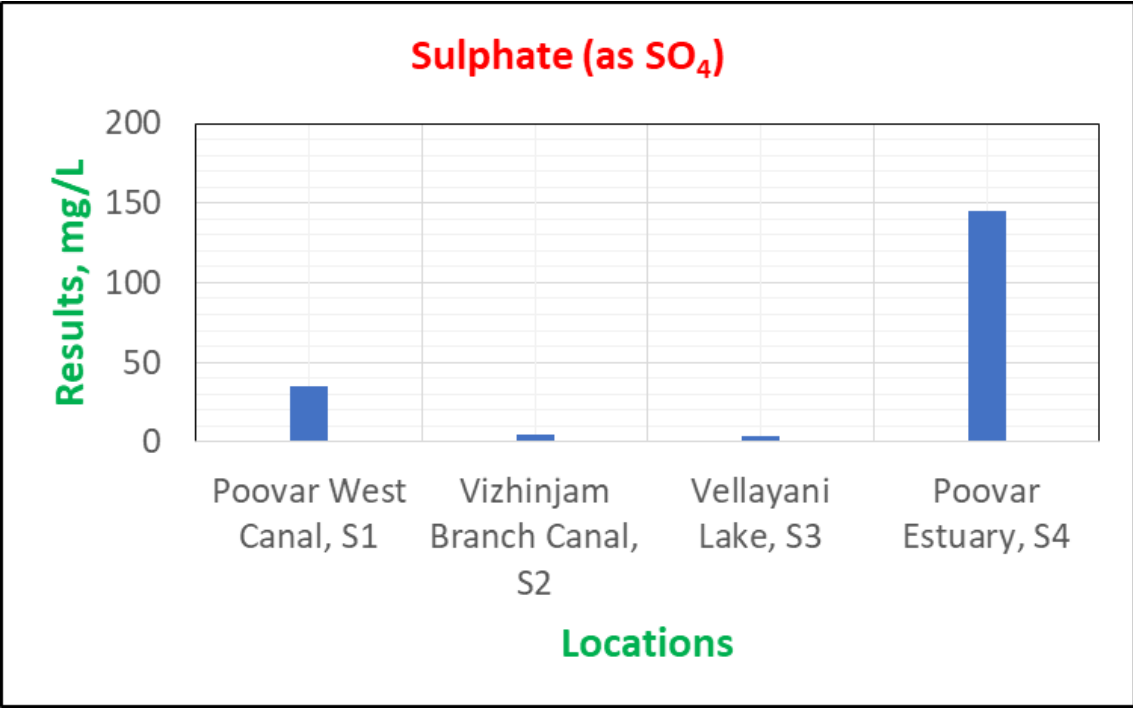 Sulphate (as SO₄)
Results, mg/L
200
150
100
50
0
Poovar West
Canal, S1
Vizhinjam
Branch Canal,
S2
Vellayani
Lake, S3
Poovar
Estuary, S4
Locations